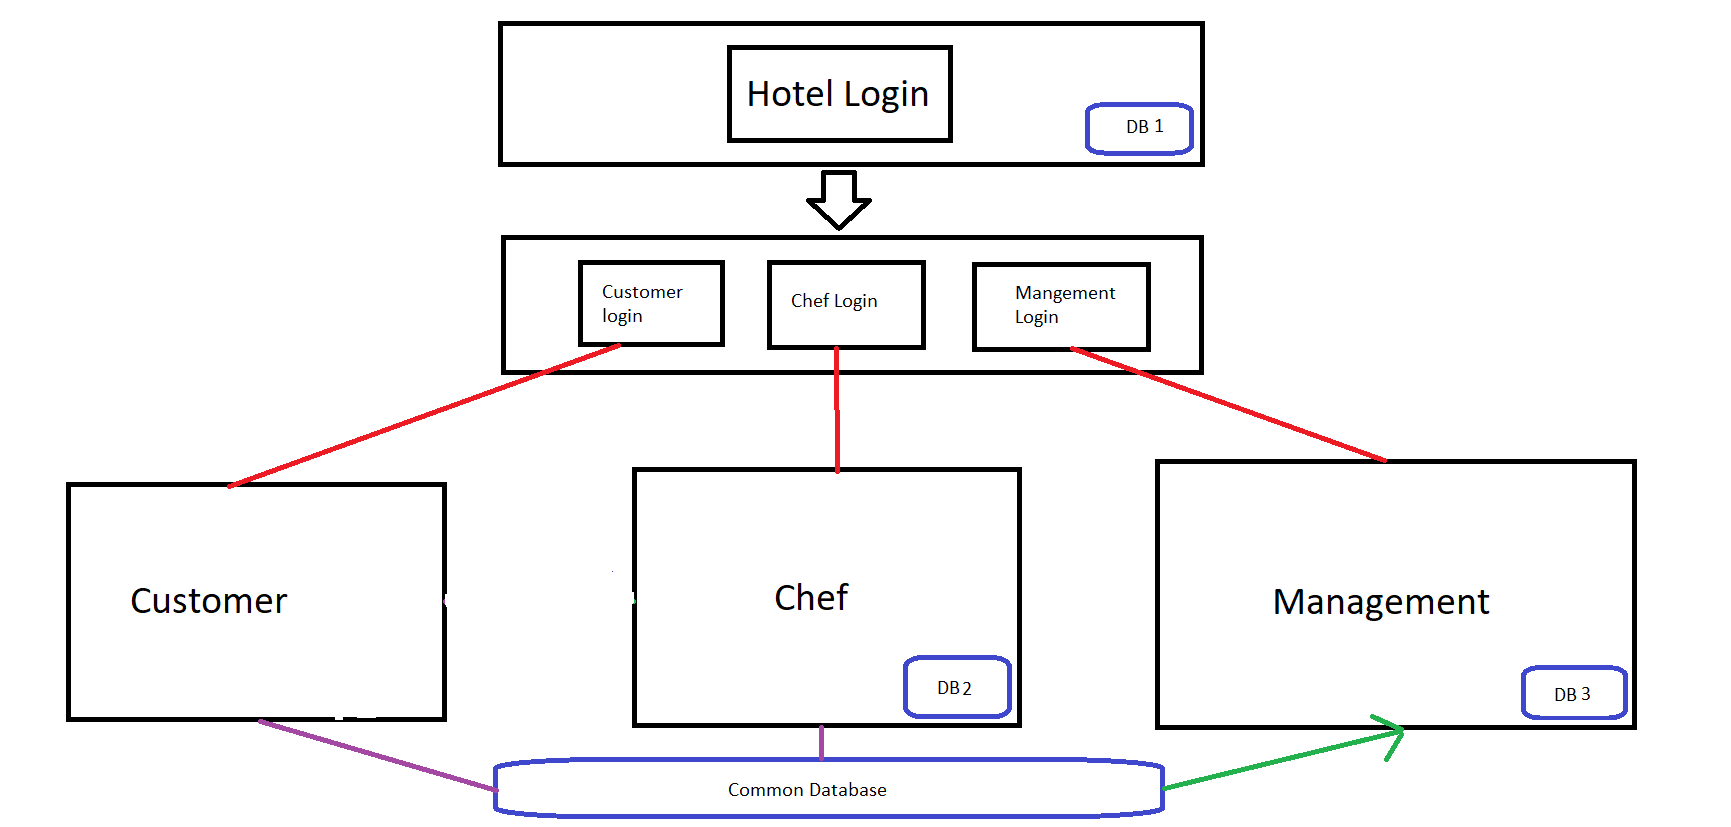 Hotel Login
DB 1
Customer
login
Chef Login
Mangement
Login
Customer
Chef
Management
DB 2
DB 3
Common Database